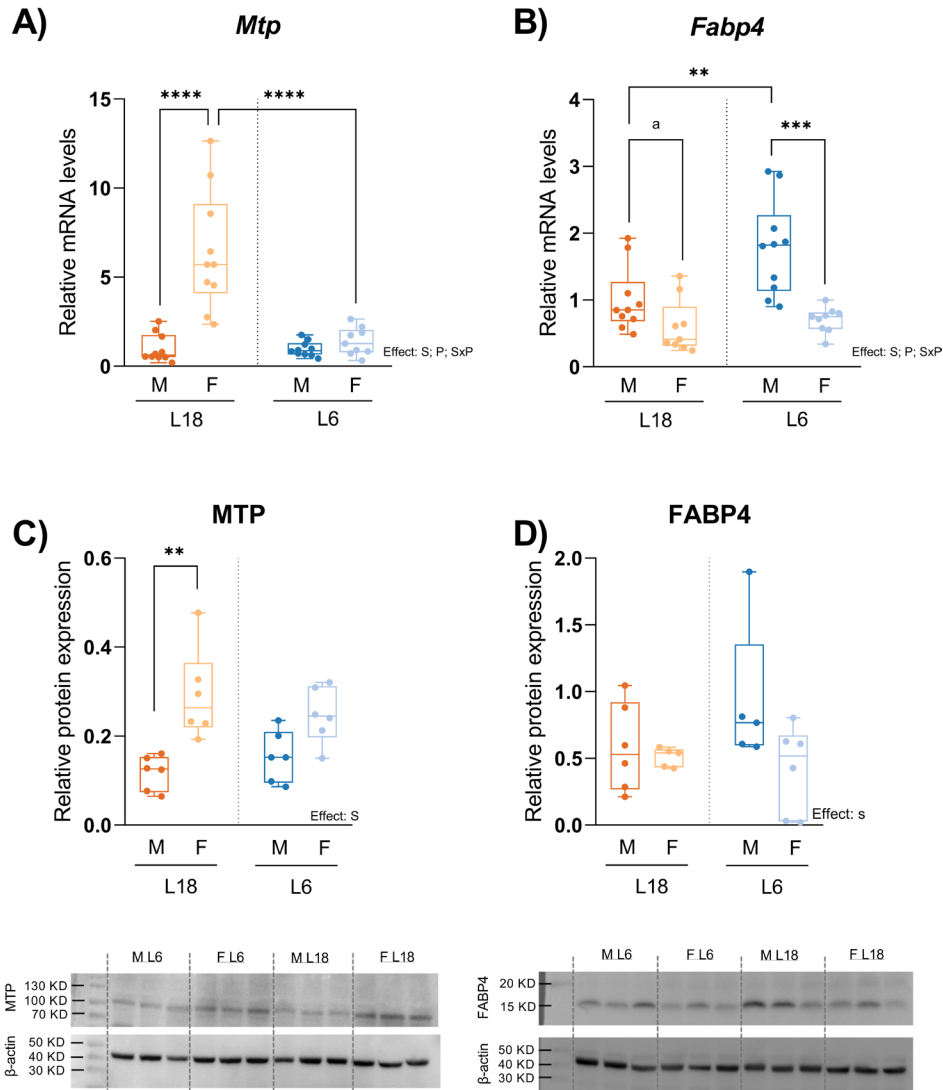 A)
Mtp
Relative mRNA levels
15
10
5
0
****
****
Effect: S; P; SxP
M F M F
L18 L6
B)
Fabp4
Relative mRNA levels
4
3
2
1
0
**
a
***
Effect: S; P; SxP
M F M F
L18 L6
C)
MTP
Relative protein expression
0.6
0.4
0.2
0.0
**
Effect: S
M F M F
L18 L6
D)
FABP4
Relative protein expression
2.0
1.5
1.0
0.5
0.0
Effect: s
M F M F
L18 L6
M L6 F L6 M L18 F L18
MTP
130 KD
100 KD
70 KD
β-actin
50 KD
40 KD
30 KD
M L6 F L6 M L18 F L18
FABP4
20 KD
15 KD
β-actin
50 KD
40 KD
30 KD